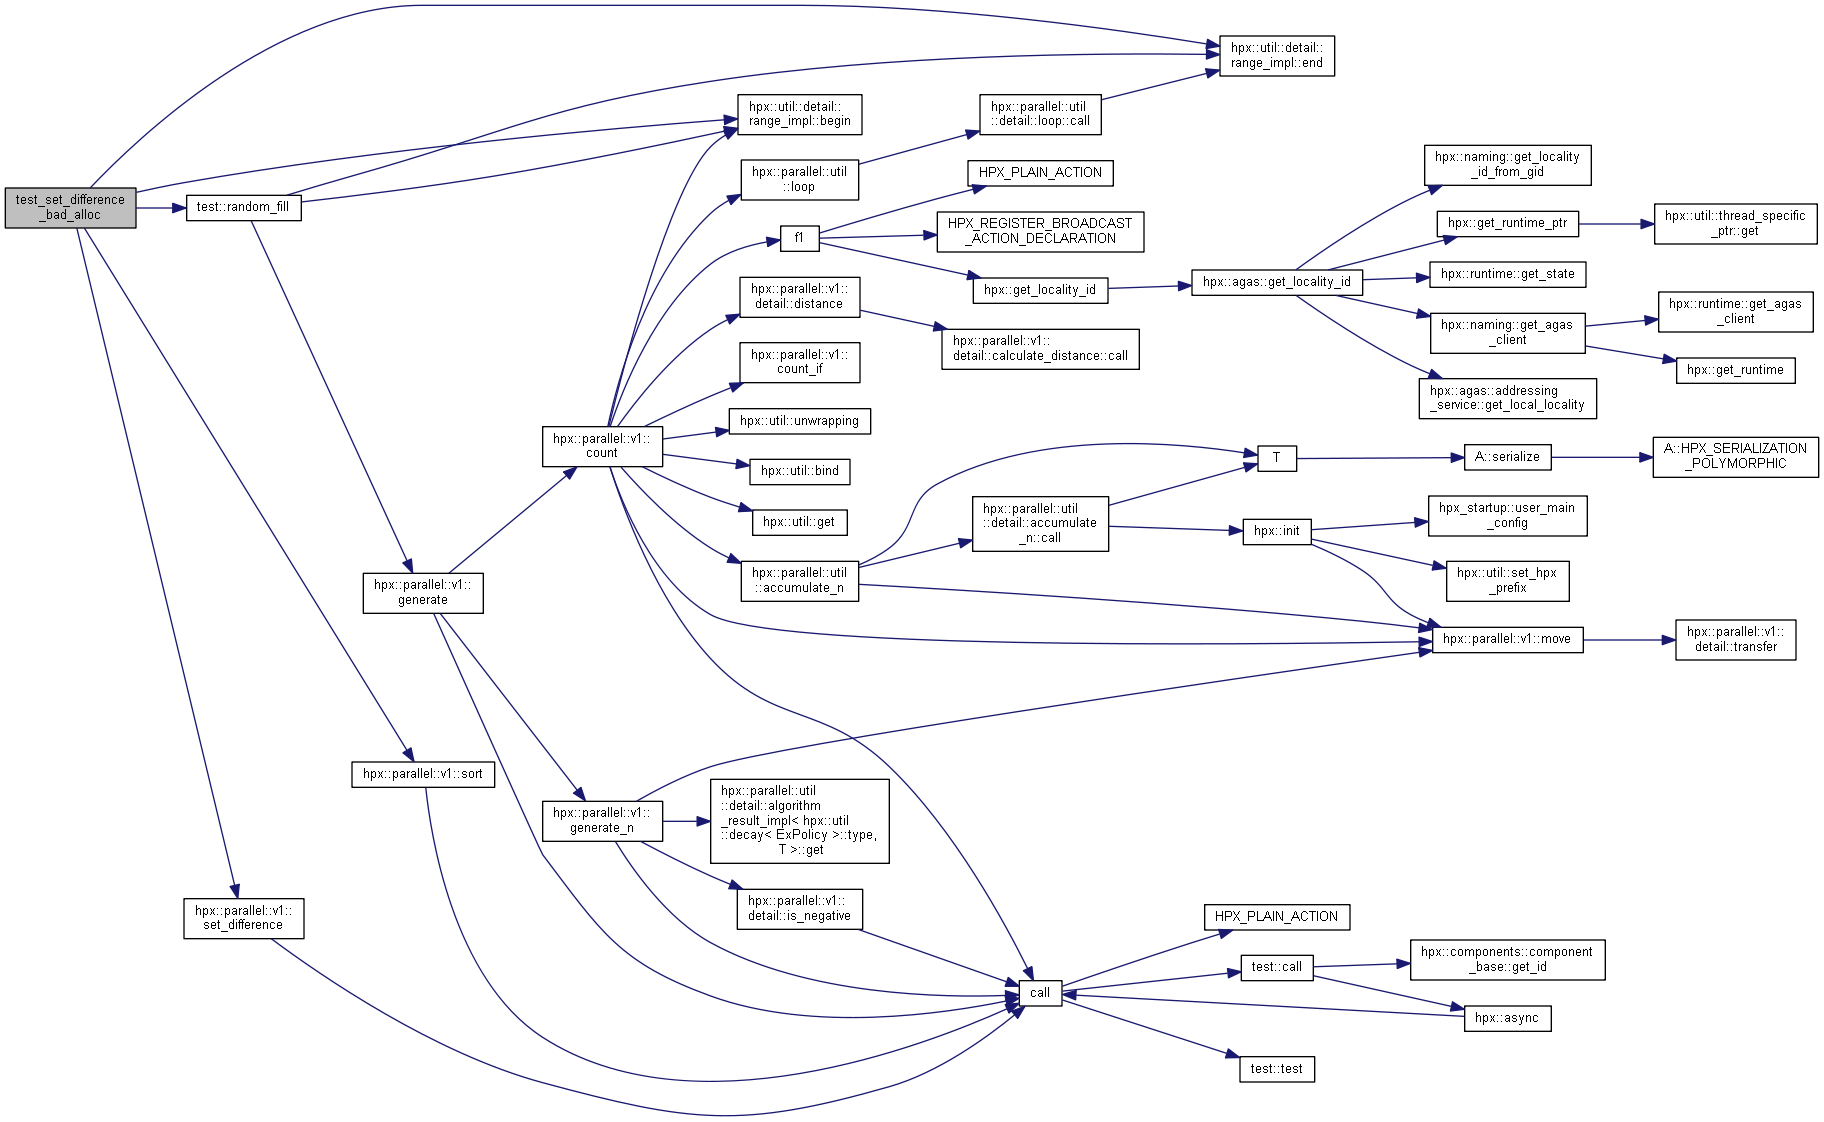 test_set_difference
_bad_alloc
test::random_fill
hpx::parallel::v1::
generate
hpx::parallel::v1::sort
hpx::parallel::v1::
set_difference
hpx::parallel::v1::
count
hpx::parallel::v1::
generate_n
hpx::util::detail::
range_impl::begin
hpx::parallel::util
::loop
f1
hpx::parallel::v1::
detail::distance
hpx::parallel::v1::
count_if
hpx::util::unwrapping
hpx::util::bind
hpx::util::get
hpx::parallel::util
::accumulate_n
hpx::parallel::util
::detail::algorithm
_result_impl< hpx::util
::decay< ExPolicy >::type,
T >::get
hpx::parallel::v1::
detail::is_negative
hpx::parallel::util
::detail::loop::call
HPX_PLAIN_ACTION
HPX_REGISTER_BROADCAST
_ACTION_DECLARATION
hpx::get_locality_id
hpx::parallel::v1::
detail::calculate_distance::call
hpx::parallel::util
::detail::accumulate
_n::call
call
hpx::util::detail::
range_impl::end
hpx::agas::get_locality_id
T
hpx::init
HPX_PLAIN_ACTION
test::call
test::test
hpx::naming::get_locality
_id_from_gid
hpx::get_runtime_ptr
hpx::runtime::get_state
hpx::naming::get_agas
_client
hpx::agas::addressing
_service::get_local_locality
A::serialize
hpx_startup::user_main
_config
hpx::util::set_hpx
_prefix
hpx::parallel::v1::move
hpx::components::component
_base::get_id
hpx::async
hpx::util::thread_specific
_ptr::get
hpx::runtime::get_agas
_client
hpx::get_runtime
A::HPX_SERIALIZATION
_POLYMORPHIC
hpx::parallel::v1::
detail::transfer